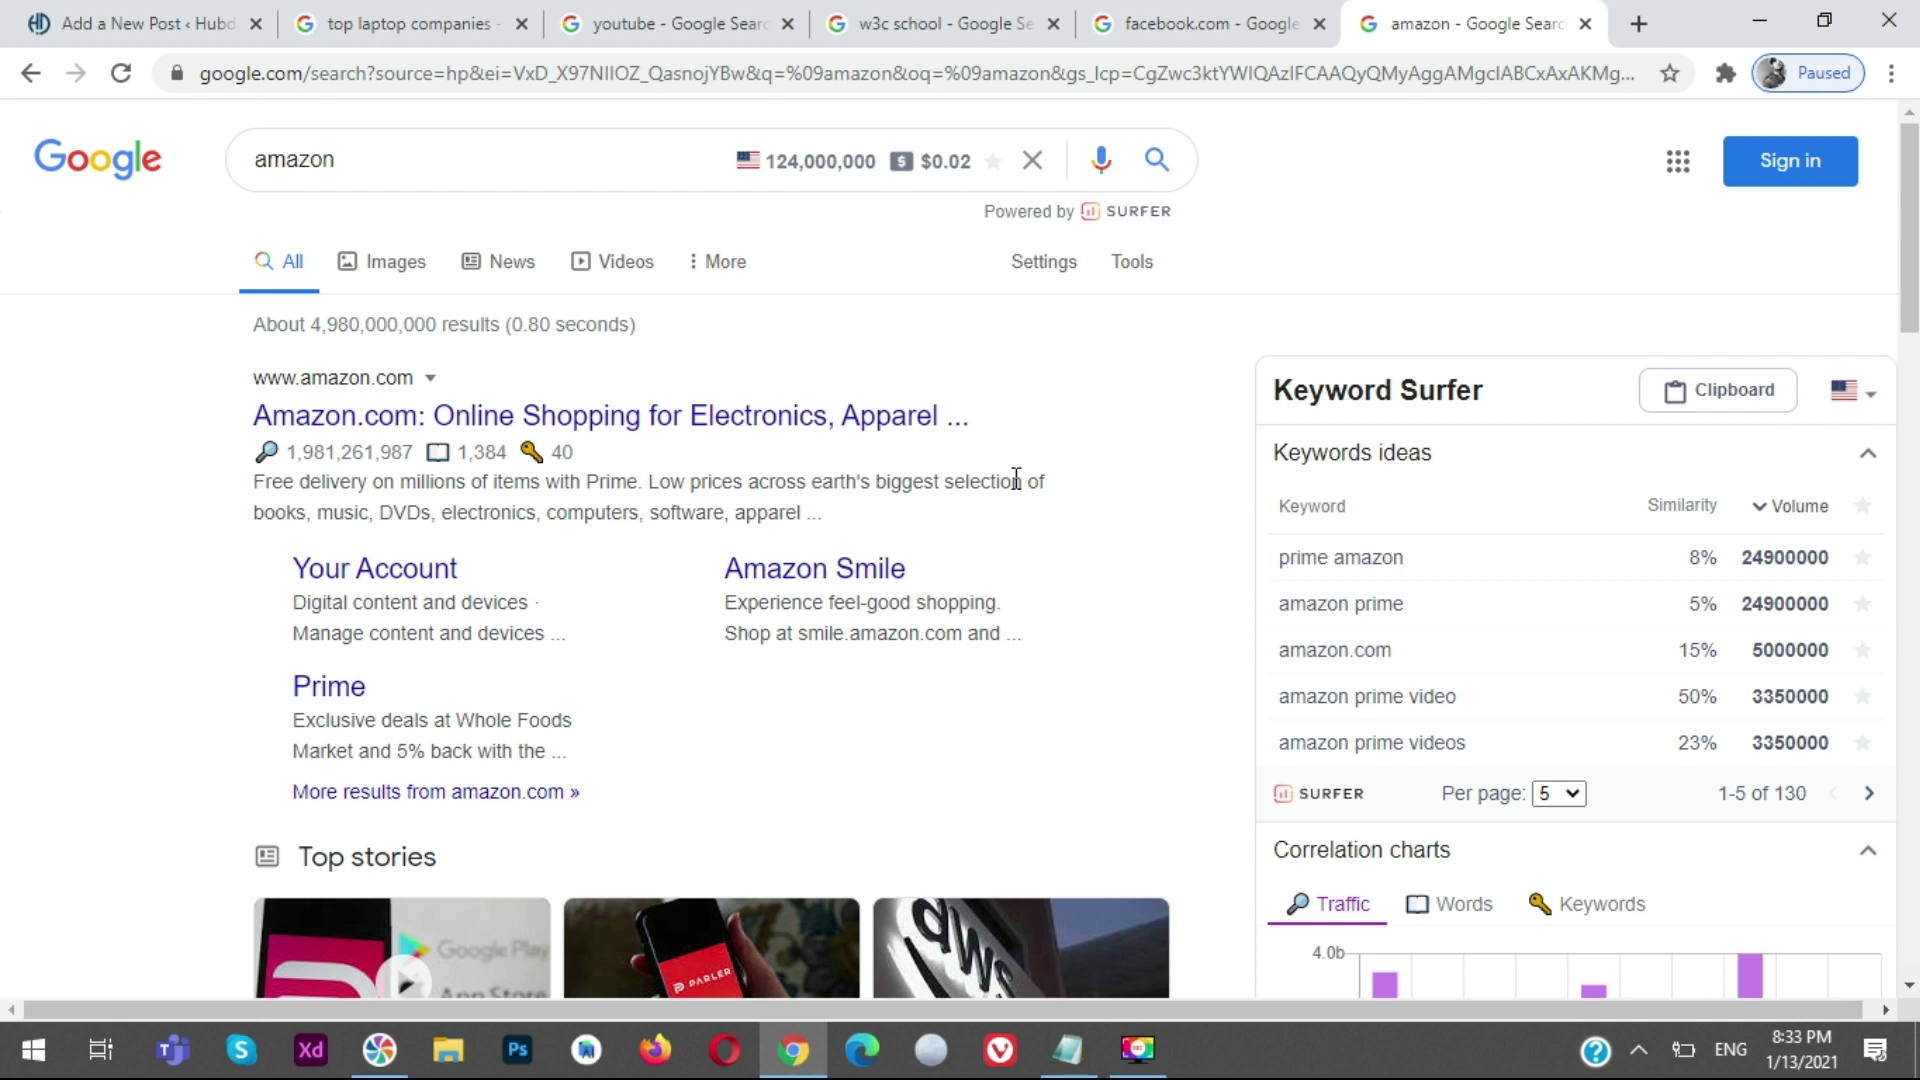 Add a New Post ‹ Hubd
top laptop companies -
youtube - Google Searc
w3c school - Google Se
facebook.com - Google
amazon - Google Searc
google.com/search?source=hp&ei=VxD_X97NIIOZ_QasnojYBw&q=%09amazon&oq=%09amazon&gs_lcp=CgZwc3ktYWIQAzIFCAAQyQMyAggAMgcIABCxAxAKMg...
Paused
Google
amazon
124,000,000
$
$0.02
Sign in
Powered by SURFER
All
Images
News
Videos
More
Settings
Tools
About 4,980,000,000 results (0.80 seconds)
www.amazon.com
Amazon.com: Online Shopping for Electronics, Apparel ...
1,981,261,987
1,384
40
Free delivery on millions of items with Prime. Low prices across earth's biggest selection of
books, music, DVDs, electronics, computers, software, apparel ...
Your Account
Digital content and devices ·
Manage content and devices ...
Amazon Smile
Experience feel-good shopping.
Shop at smile.amazon.com and ...
Prime
Exclusive deals at Whole Foods
Market and 5% back with the ...
More results from amazon.com »
Top stories
Google Play
App Store
PARLER
aws
Keyword Surfer
Clipboard
Keywords ideas
Keyword Similarity Volume
prime amazon 8% 24900000
amazon prime 5% 24900000
amazon.com 15% 5000000
amazon prime video 50% 3350000
amazon prime videos 23% 3350000
SURFER
Per page: 5
1-5 of 130
Correlation charts
Traffic
Words
Keywords
4.0b
T
S
Xd
Ps
ENG
8:33 PM
1/13/2021